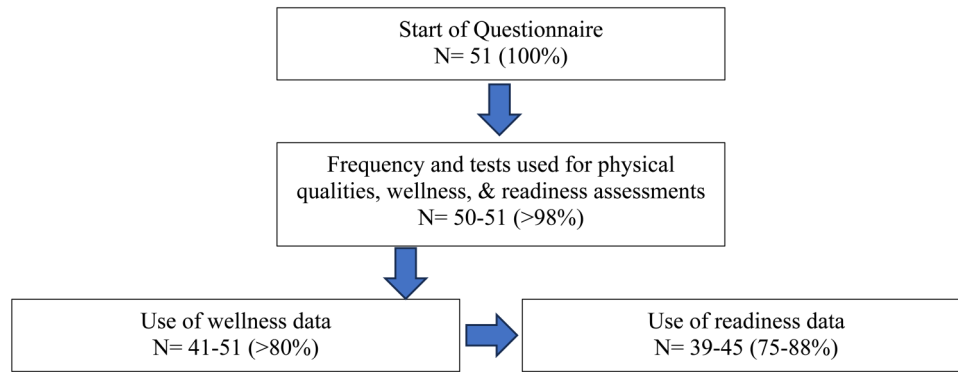 Start of Questionnaire
N= 51 (100%)
Frequency and tests used for physical
qualities, wellness, & readiness assessments
N= 50-51 (>98%)
Use of wellness data
N= 41-51 (>80%)
Use of readiness data
N= 39-45 (75-88%)